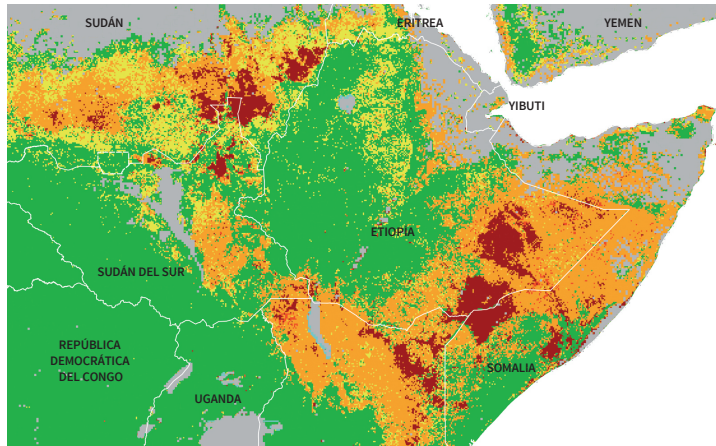 SUDÁN
ERITREA
YEMEN
YIBUTI
ETIOPÍA
SUDÁN DEL SUR
REPÚBLICA
DEMOCRÁTICA
DEL CONGO
SOMALIA
UGANDA